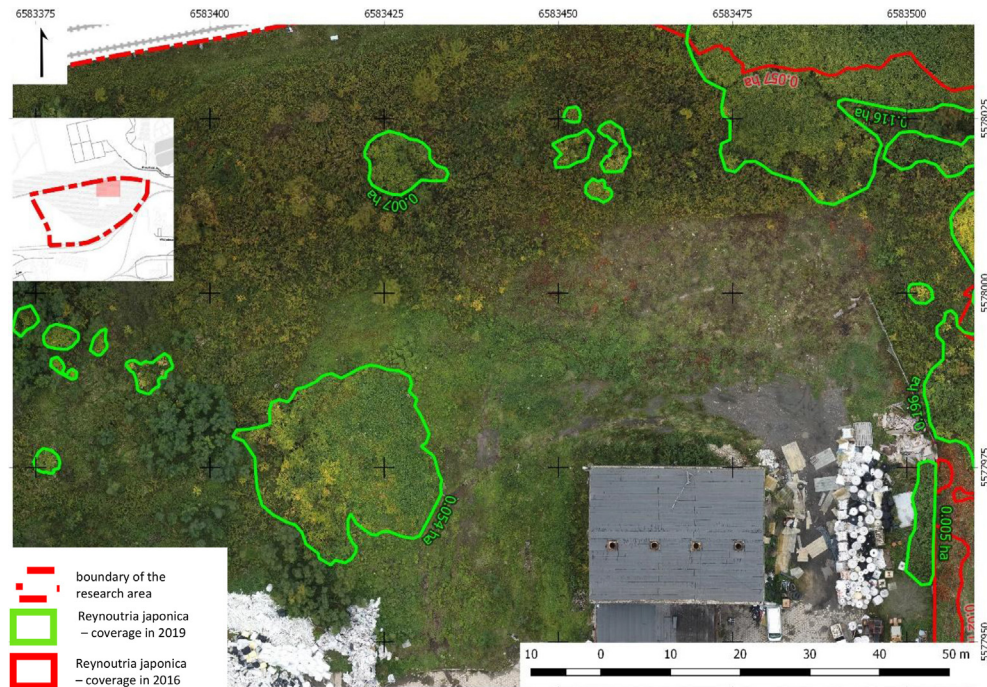 6583375 6583400 6583425 6583450 6583475 6583500
0.057 ha
0.116 ha
5578025
0.007 ha
5578000
0.199 ha
5577975
0.054 ha
0.005 ha
5577950
boundary of the
research area
Reynoutria japonica
– coverage in 2019
Reynoutria japonica
– coverage in 2016
10 0 10 20 30 40 50 m